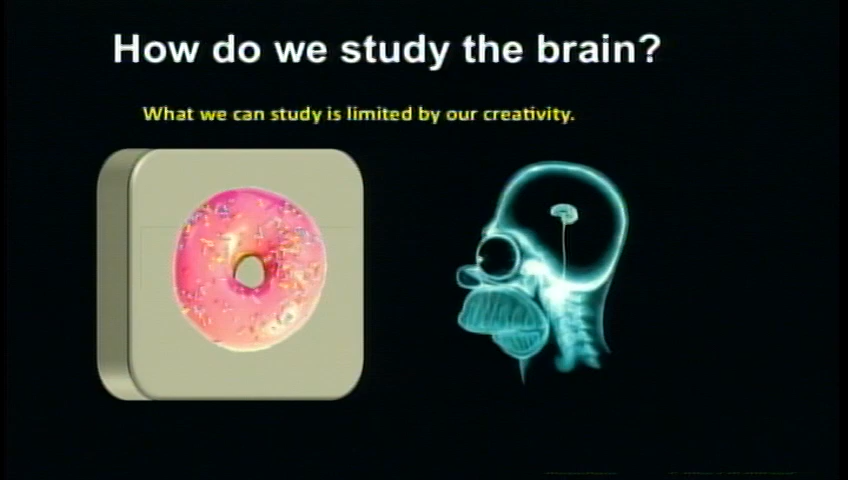 How do we study the brain?
What we can study is limited by our creativity.